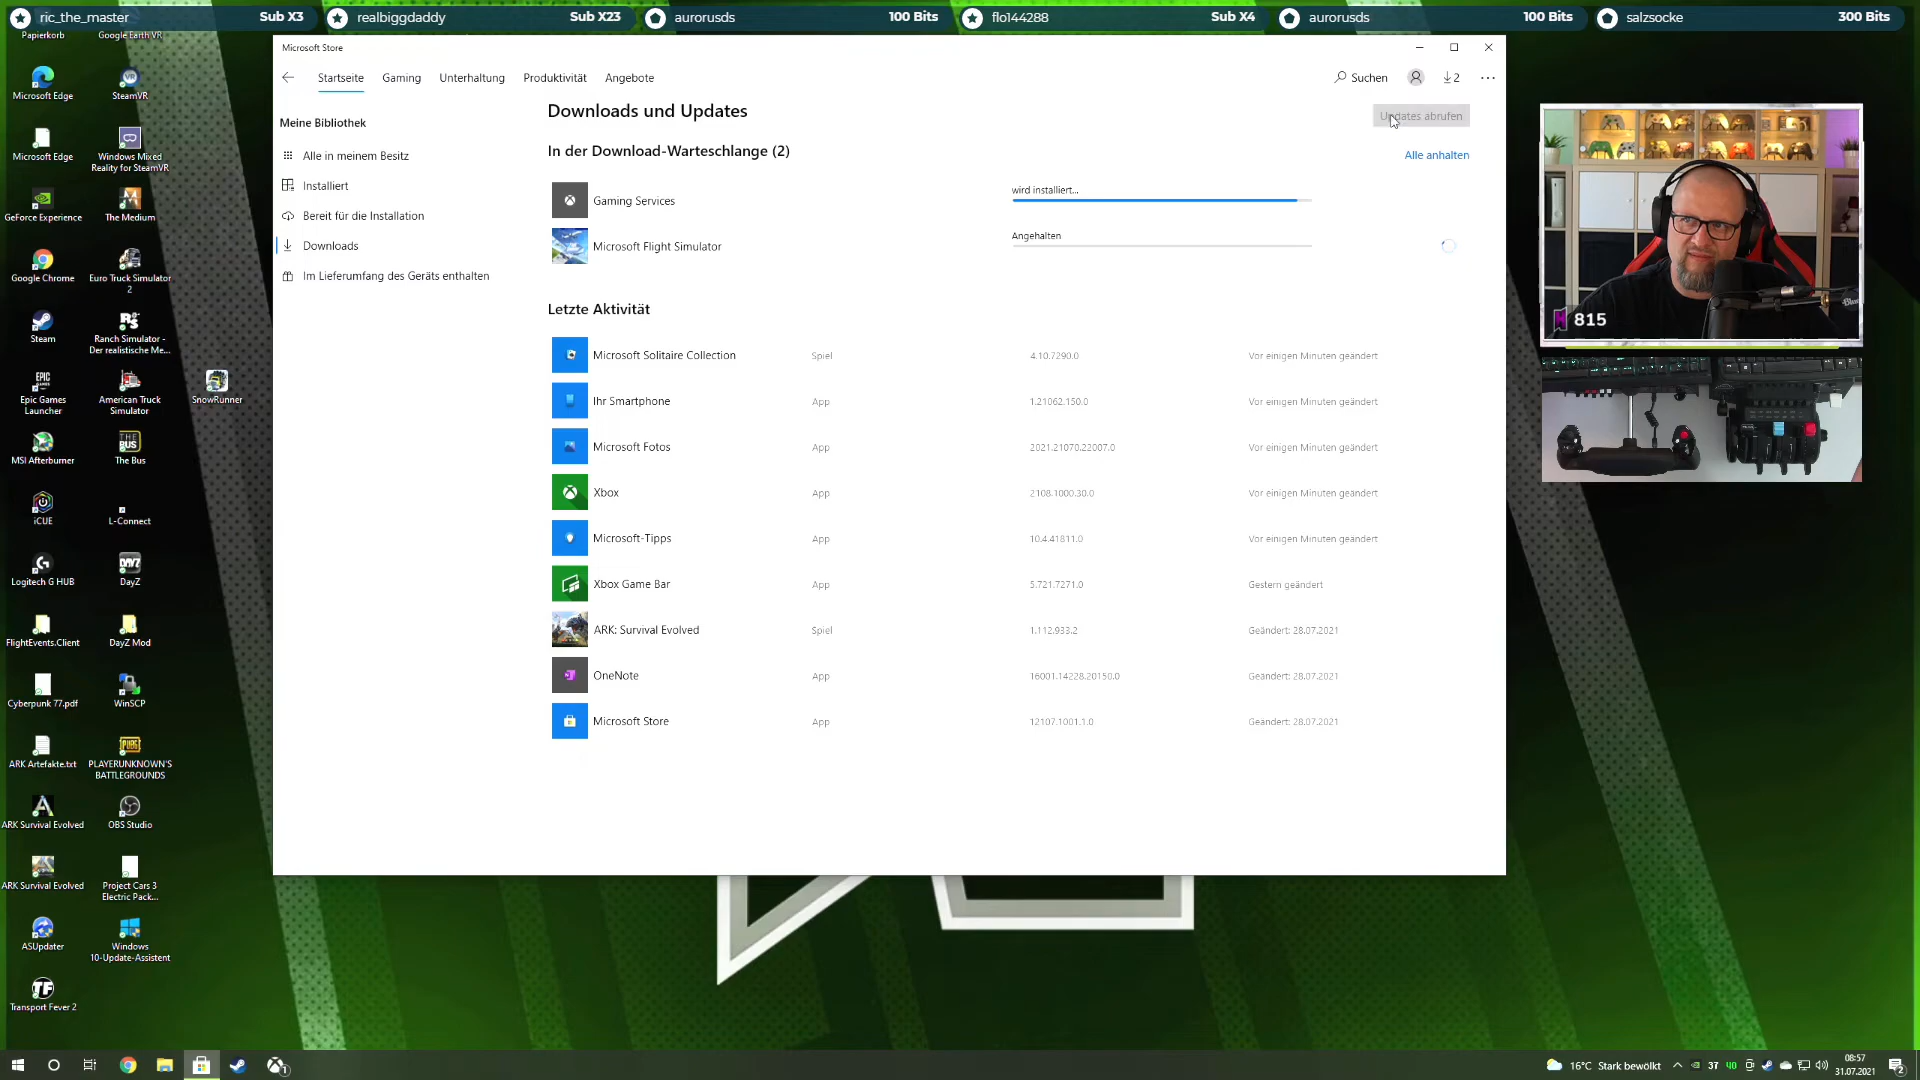 ric_the_master Sub X3
realbiggdaddy Sub X23
aurorusds 100 Bits
flo144288 Sub X4
aurorusds 100 Bits
salzsocke 300 Bits
Papierkorb
Google Earth VR
Microsoft Edge
SteamVR
Microsoft Edge
Windows Mixed
Reality for SteamVR
GeForce Experience
The Medium
Google Chrome
Euro Truck Simulator
2
Steam
Ranch Simulator -
Der realistische Me...
Epic Games
Launcher
American Truck
Simulator
SnowRunner
MSI Afterburner
The Bus
iCUE
L-Connect
Logitech G HUB
DayZ
FlightEvents.Client
DayZ Mod
Cyberpunk 77.pdf
WinSCP
ARK Artefakte.txt
PLAYERUNKNOWN'S
BATTLEGROUNDS
ARK Survival Evolved
OBS Studio
ARK Survival Evolved
Project Cars 3
Electric Pack...
ASUpdater
Windows
10-Update-Assistent
Transport Fever 2
Microsoft Store
Startseite Gaming Unterhaltung Produktivität Angebote
Suchen
2
Meine Bibliothek
Alle in meinem Besitz
Installiert
Bereit für die Installation
Downloads
Im Lieferumfang des Geräts enthalten
Downloads und Updates
Updates abrufen
In der Download-Warteschlange (2)
Alle anhalten
Gaming Services wird installiert...
Microsoft Flight Simulator Angehalten
Letzte Aktivität
Microsoft Solitaire Collection Spiel 4.10.7290.0 Vor einigen Minuten geändert
Ihr Smartphone App 1.21062.150.0 Vor einigen Minuten geändert
Microsoft Fotos App 2021.21070.22007.0 Vor einigen Minuten geändert
Xbox App 2108.1000.30.0 Vor einigen Minuten geändert
Microsoft-Tipps App 10.4.41811.0 Vor einigen Minuten geändert
Xbox Game Bar App 5.721.7271.0 Gestern geändert
ARK: Survival Evolved Spiel 1.112.933.2 Geändert: 28.07.2021
OneNote App 16001.14228.20150.0 Geändert: 28.07.2021
Microsoft Store App 12107.1001.1.0 Geändert: 28.07.2021
815
16°C Stark bewölkt
37 40
08:57
31.07.2021
2